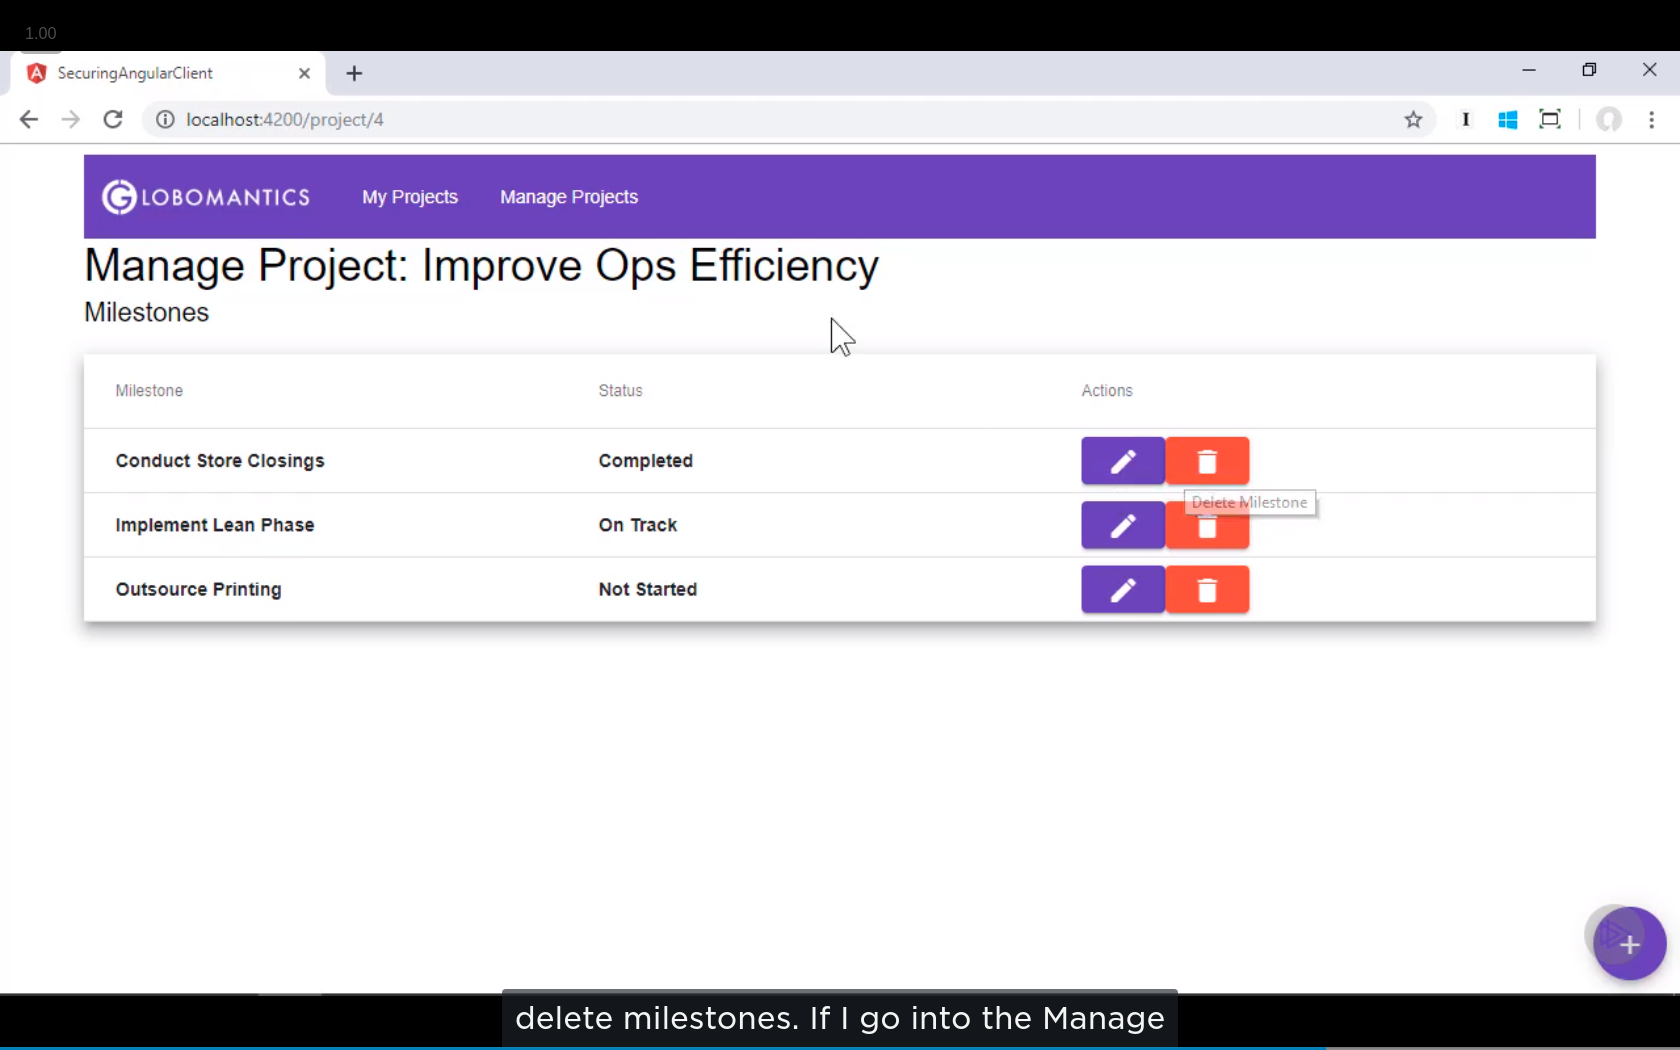 1.00
SecuringAngularClient
localhost:4200/project/4
GLOBOMANTICS My Projects Manage Projects
Manage Project: Improve Ops Efficiency
Milestones
Milestone Status Actions
Conduct Store Closings Completed
Delete Milestone
Implement Lean Phase On Track
Outsource Printing Not Started
delete milestones. If I go into the Manage